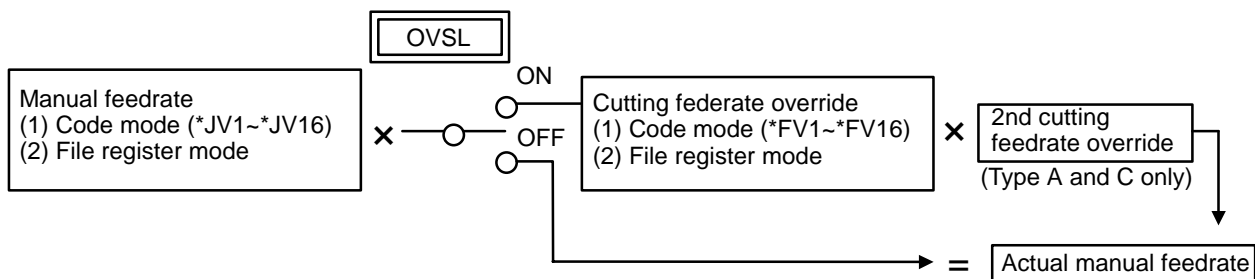 OVSL
ON
Manual feedrate
(1) Code mode (*JV1~*JV16)
(2) File register mode
×
OFF
Cutting federate override
(1) Code mode (*FV1~*FV16)
(2) File register mode
×
2nd cutting
feedrate override
(Type A and C only)
=
Actual manual feedrate